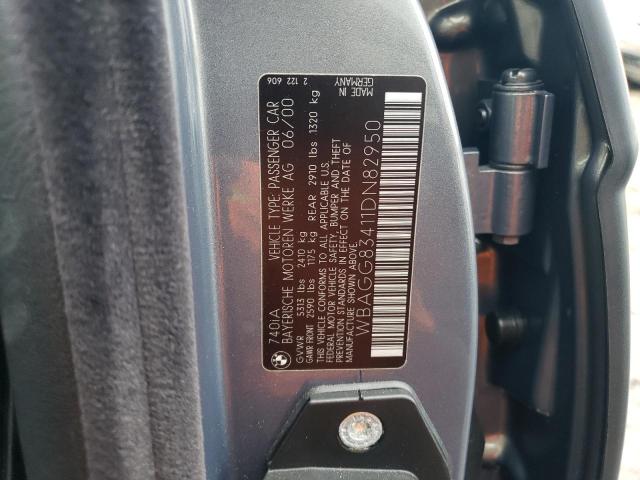 740IA VEHICLE TYPE: PASSENGER CAR 2 122 606
BAYERISCHE MOTOREN WERKE AG 06/00 MADE IN GERMANY
GVWR 5313 lbs 2410 kg
GAWR FRONT 2590 lbs 1175 kg REAR 2910 lbs 1320 kg
THIS VEHICLE CONFORMS TO ALL APPLICABLE U.S.
FEDERAL MOTOR VEHICLE SAFETY, BUMPER AND THEFT
PREVENTION STANDARDS IN EFFECT ON THE DATE OF
MANUFACTURE SHOWN ABOVE.
WBAGG83411DN82950